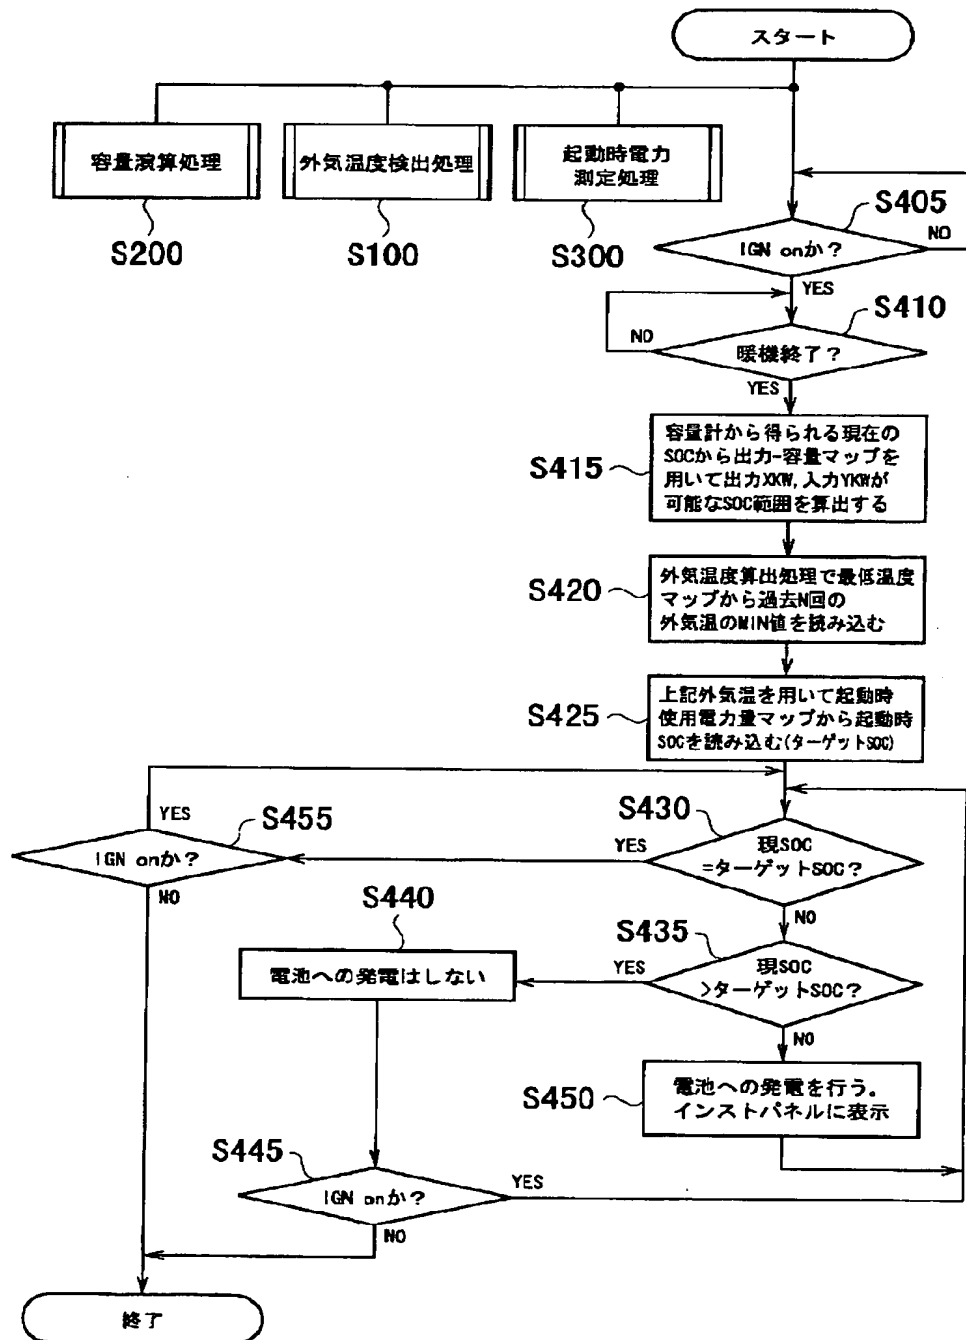 スタート
容量演算処理
S200
外気温度検出処理
S100
起動時電力
測定処理
S300
S405
IGN onか?
NO
YES
S410
暖機終了?
NO
YES
S415
容量計から得られる現在の
SOCから出力-容量マップを
用いて出力XKW,入力YKWが
可能なSOC範囲を算出する
S420
外気温度算出処理で最低温度
マップから過去N回の
外気温のMIN値を読み込む
S425
上記外気温を用いて起動時
使用電力量マップから起動時
SOCを読み込む(ターゲットSOC)
S430
現SOC
=ターゲットSOC?
YES
NO
S455
IGN onか?
YES
NO
S435
現SOC
>ターゲットSOC?
YES
NO
S440
電池への発電はしない
S450
電池への発電を行う。
インストパネルに表示
S445
IGN onか?
YES
NO
終了